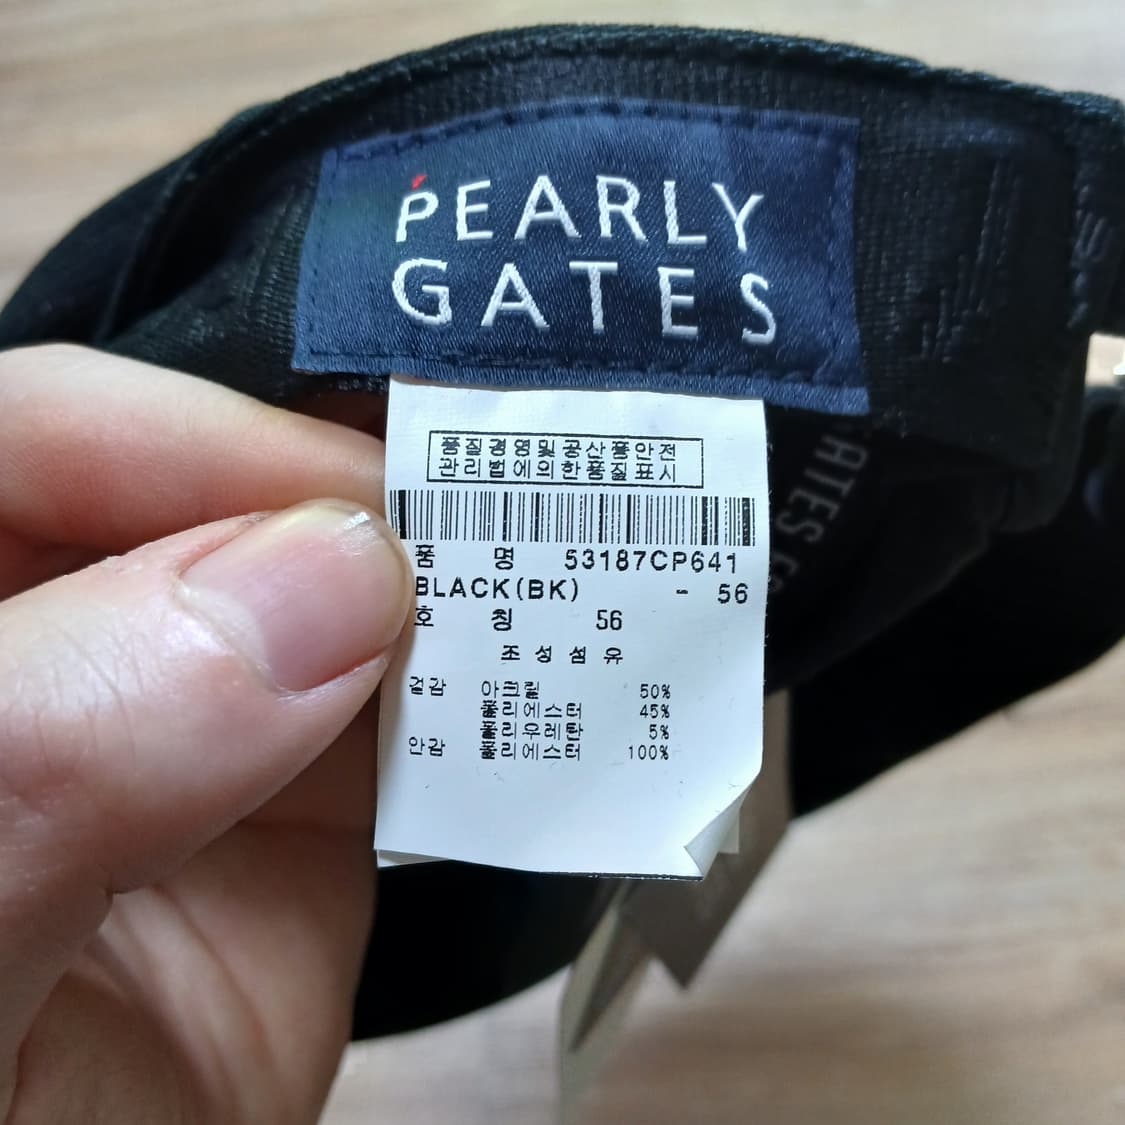 PEARLY
GATES
품질경영및공산품안전
관리법에의한품질표시
품 명 53187CP641
BLACK(BK) - 56
호 칭 56
조성섬유
겉감 아크릴 50%
폴리에스터 45%
폴리우레탄 5%
안감 폴리에스터 100%